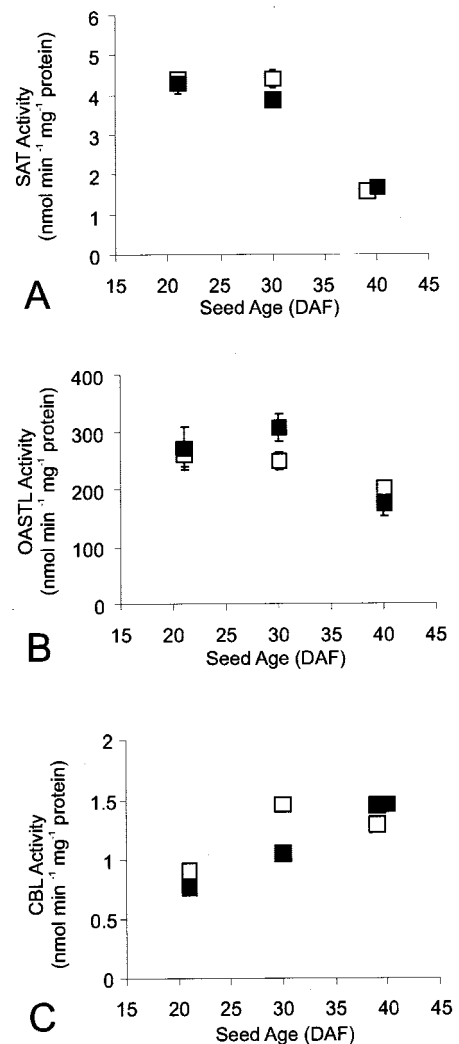 6
5
4
3
2
1
0
SAT Activity
(nmol min -1 mg-1 protein)
15 20 25 30 35 40 45
Seed Age (DAF)
A
400
300
200
100
0
OASTL Activity
(nmol min -1 mg-1 protein)
15 20 25 30 35 40 45
Seed Age (DAF)
B
2
1.5
1
0.5
0
CBL Activity
(nmol min -1 mg-1 protein)
15 20 25 30 35 40 45
Seed Age (DAF)
C